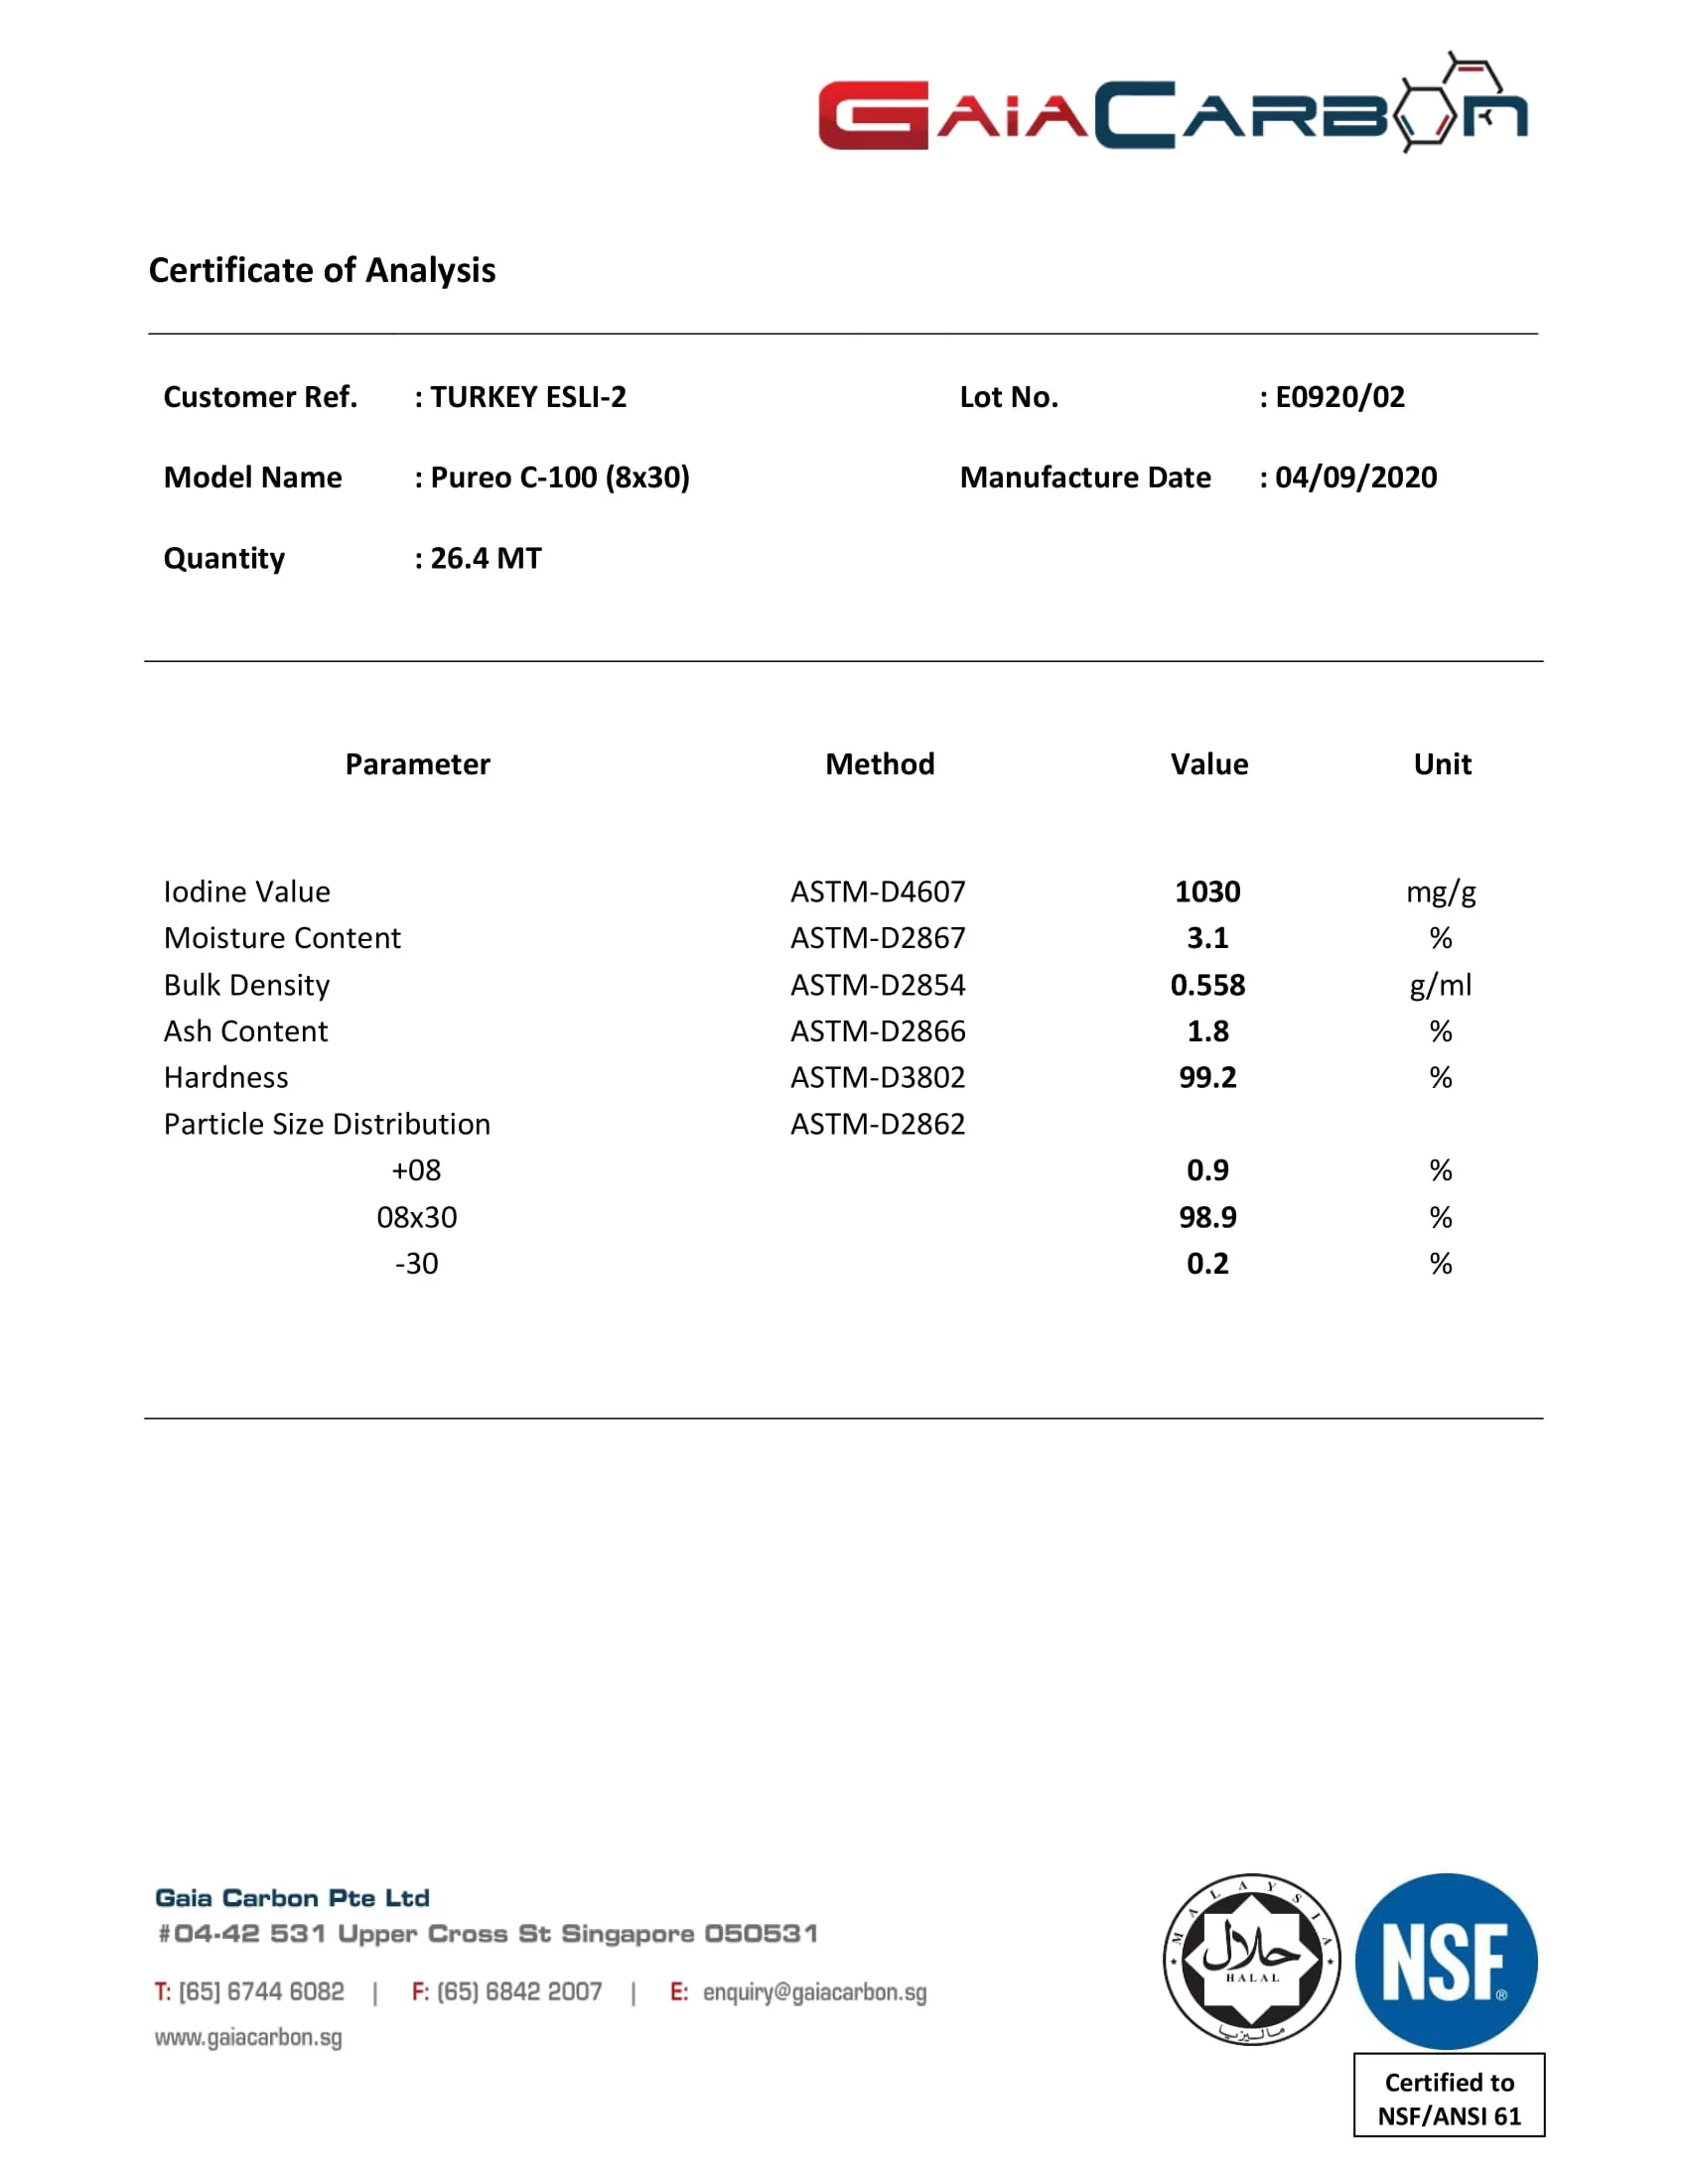 GAIACARBON
Certificate of Analysis
Customer Ref. : TURKEY ESLI-2 Lot No. : E0920/02
Model Name : Pureo C-100 (8x30) Manufacture Date : 04/09/2020
Quantity : 26.4 MT
Parameter Method Value Unit
Iodine Value ASTM-D4607 1030 mg/g
Moisture Content ASTM-D2867 3.1 %
Bulk Density ASTM-D2854 0.558 g/ml
Ash Content ASTM-D2866 1.8 %
Hardness ASTM-D3802 99.2 %
Particle Size Distribution ASTM-D2862
+08 0.9 %
08x30 98.9 %
-30 0.2 %
Gaia Carbon Pte Ltd
#04-42 531 Upper Cross St Singapore 050531
T: [65] 6744 6082 | F: (65) 6842 2007 | E: enquiry@gaiacarbon.sg
www.gaiacarbon.sg
MALAYSIA
حلال
HALAL
ماليزيا
NSF®
Certified to
NSF/ANSI 61